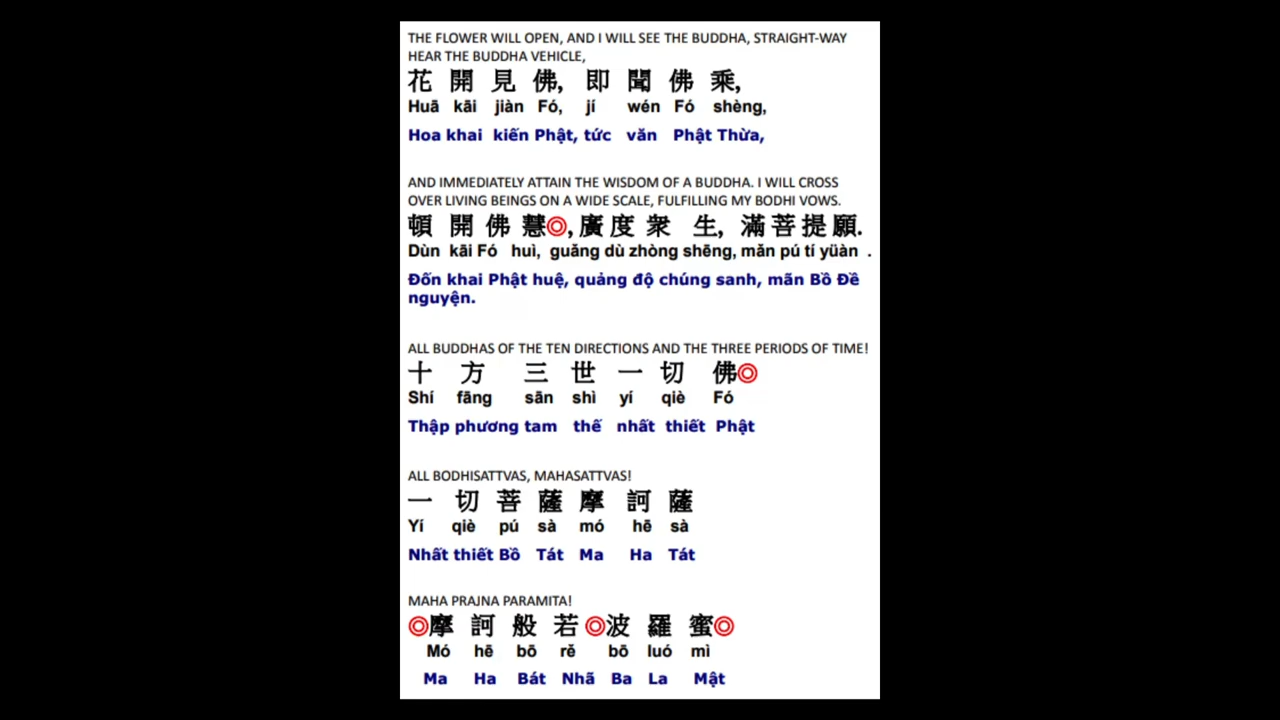 THE FLOWER WILL OPEN, AND I WILL SEE THE BUDDHA, STRAIGHT-WAY
HEAR THE BUDDHA VEHICLE,
花 開 見 佛, 即 聞 佛 乘,
Huā kāi jiàn Fó, jí wén Fó shèng,
Hoa khai kiến Phật, tức văn Phật Thừa,
AND IMMEDIATELY ATTAIN THE WISDOM OF A BUDDHA. I WILL CROSS
OVER LIVING BEINGS ON A WIDE SCALE, FULFILLING MY BODHI VOWS.
頓 開 佛 慧◎, 廣 度 衆 生, 滿 菩 提 願.
Dùn kāi Fó huì, guǎng dù zhòng shēng, mǎn pú tí yüàn .
Đốn khai Phật huệ, quảng độ chúng sanh, mãn Bồ Đề
nguyện.
ALL BUDDHAS OF THE TEN DIRECTIONS AND THE THREE PERIODS OF TIME!
十 方 三 世 一 切 佛◎
Shí fāng sān shì yí qiè Fó
Thập phương tam thế nhất thiết Phật
ALL BODHISATTVAS, MAHASATTVAS!
一 切 菩 薩 摩 訶 薩
Yí qiè pú sà mó hē sà
Nhất thiết Bồ Tát Ma Ha Tát
MAHA PRAJNA PARAMITA!
◎摩 訶 般 若 ◎波 羅 蜜◎
Mó hē bō rě bō luó mì
Ma Ha Bát Nhã Ba La Mật